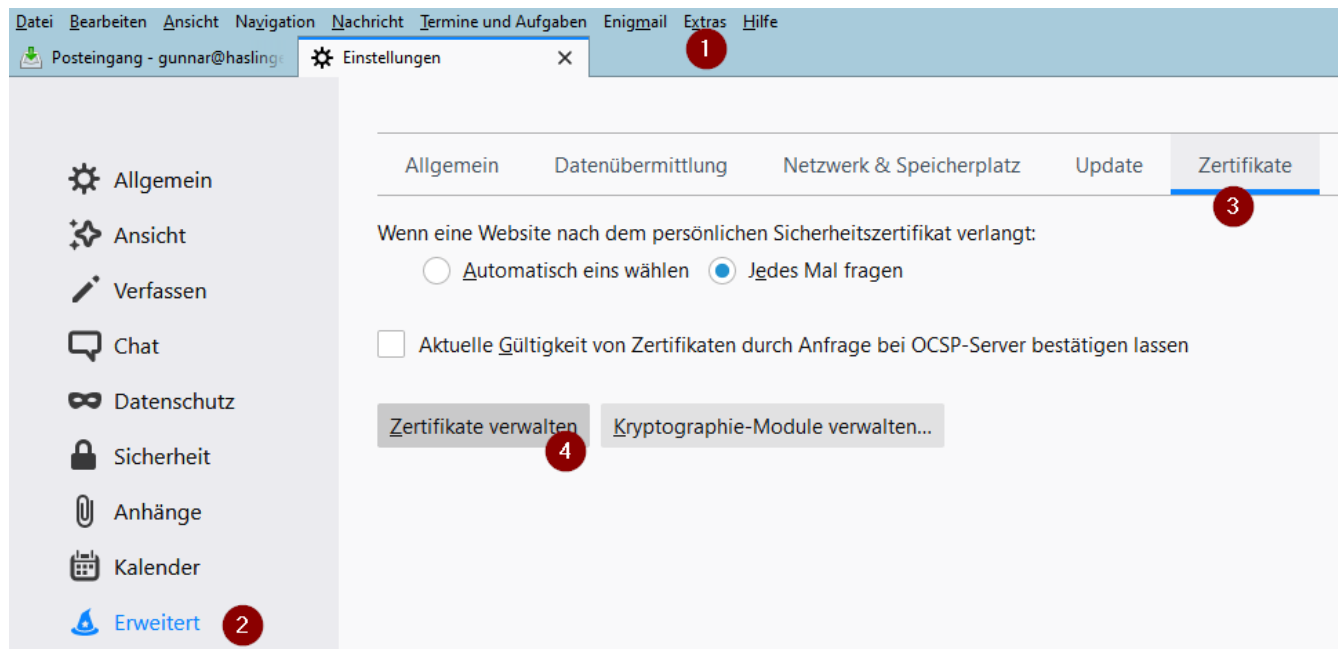 Datei Bearbeiten Ansicht Navigation Nachricht Termine und Aufgaben Enigmail Extras Hilfe
1
Posteingang - gunnar@hasling
Einstellungen
Allgemein Datenübermittlung Netzwerk & Speicherplatz Update Zertifikate
3
Allgemein
Ansicht
Verfassen
Chat
Datenschutz
Sicherheit
Anhänge
Kalender
Erweitert 2
Wenn eine Website nach dem persönlichen Sicherheitszertifikat verlangt:
Automatisch eins wählen Jedes Mal fragen
Aktuelle Gültigkeit von Zertifikaten durch Anfrage bei OCSP-Server bestätigen lassen
Zertifikate verwalten Kryptographie-Module verwalten...
4